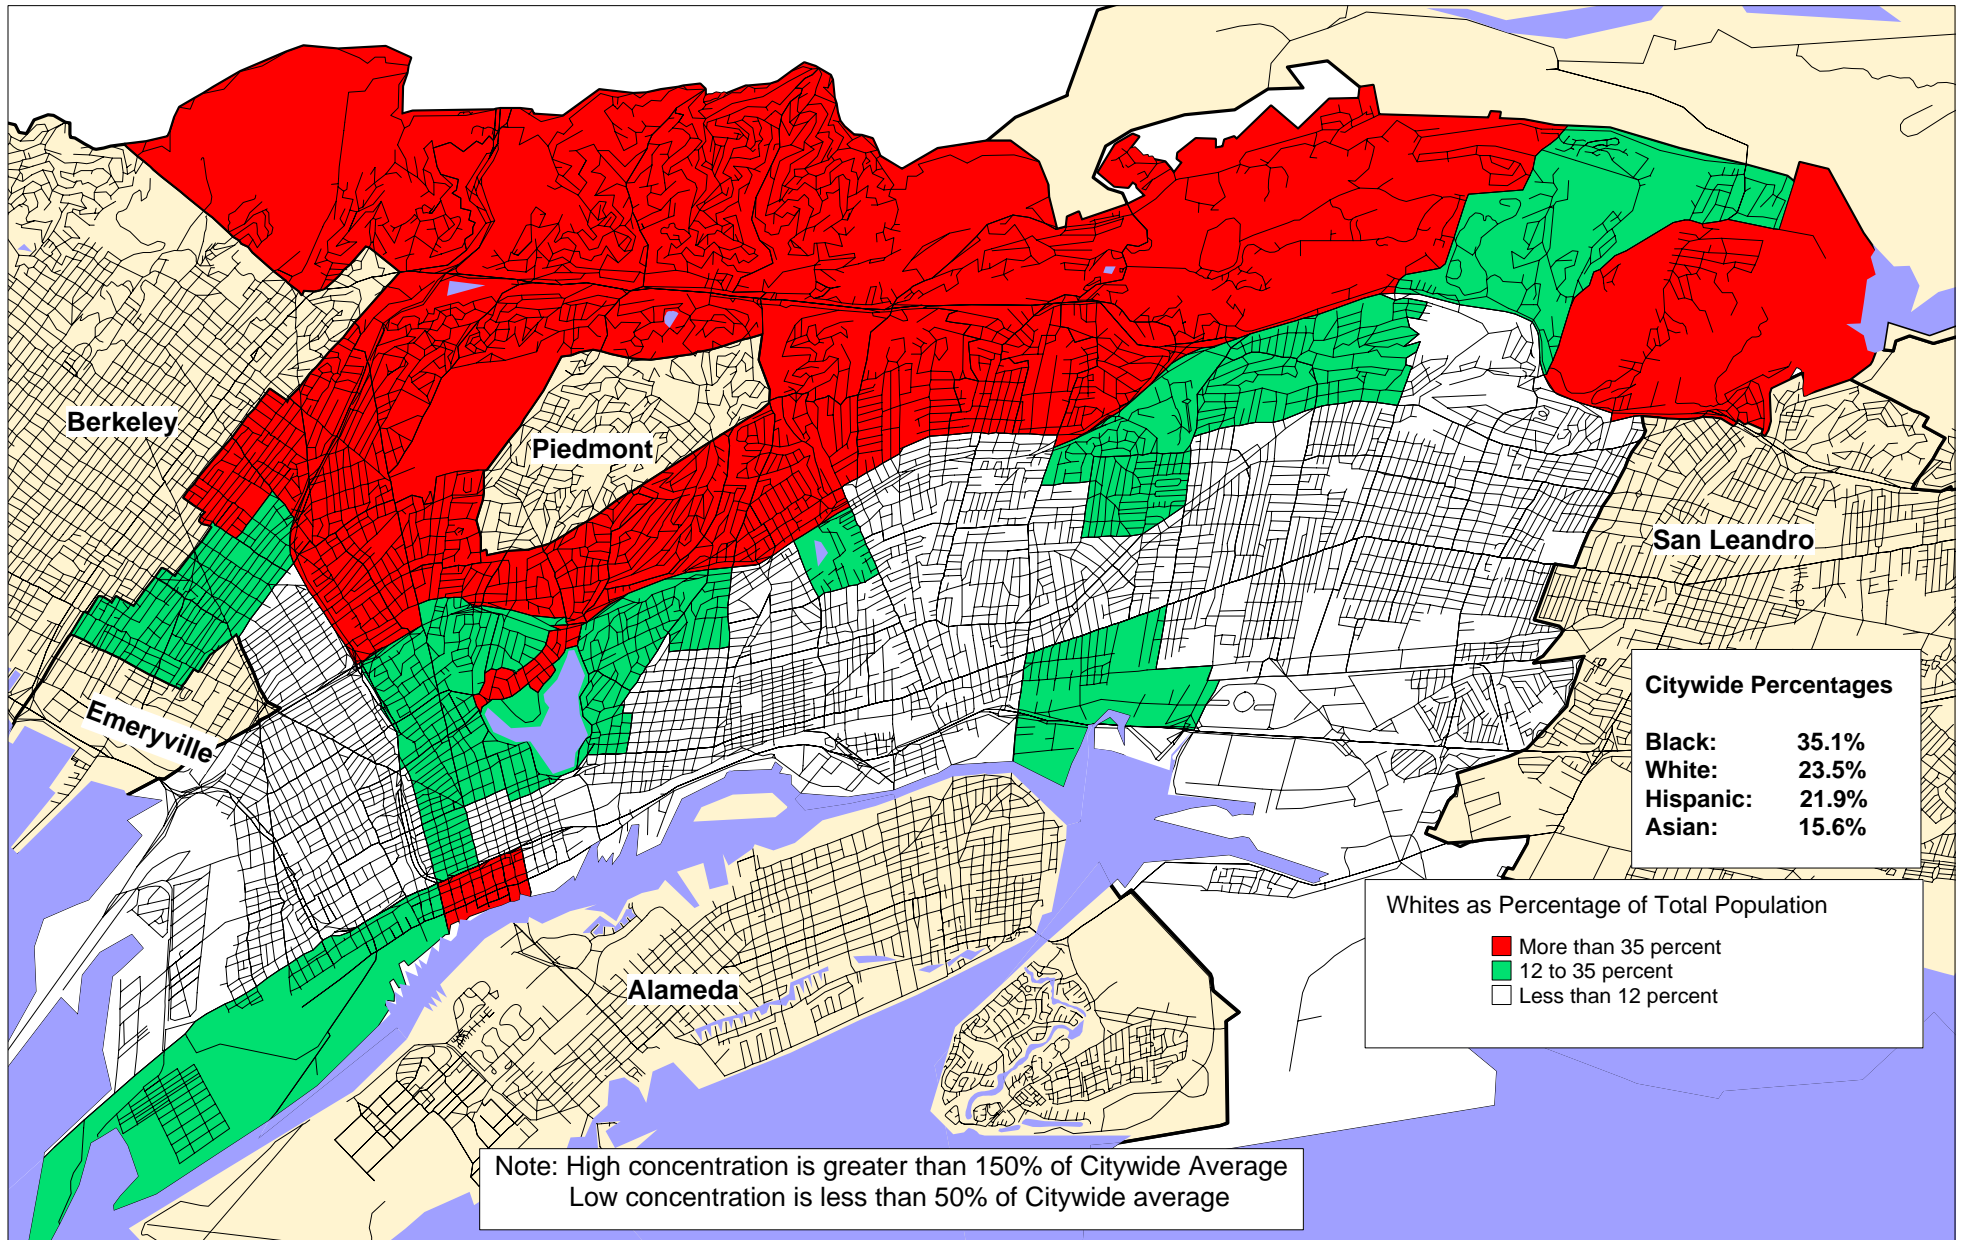 Berkeley
Piedmont
San Leandro
Emeryville
Alameda
Citywide Percentages
Black: 35.1%
White: 23.5%
Hispanic: 21.9%
Asian: 15.6%
Whites as Percentage of Total Population
More than 35 percent
12 to 35 percent
Less than 12 percent
Note: High concentration is greater than 150% of Citywide Average
Low concentration is less than 50% of Citywide average